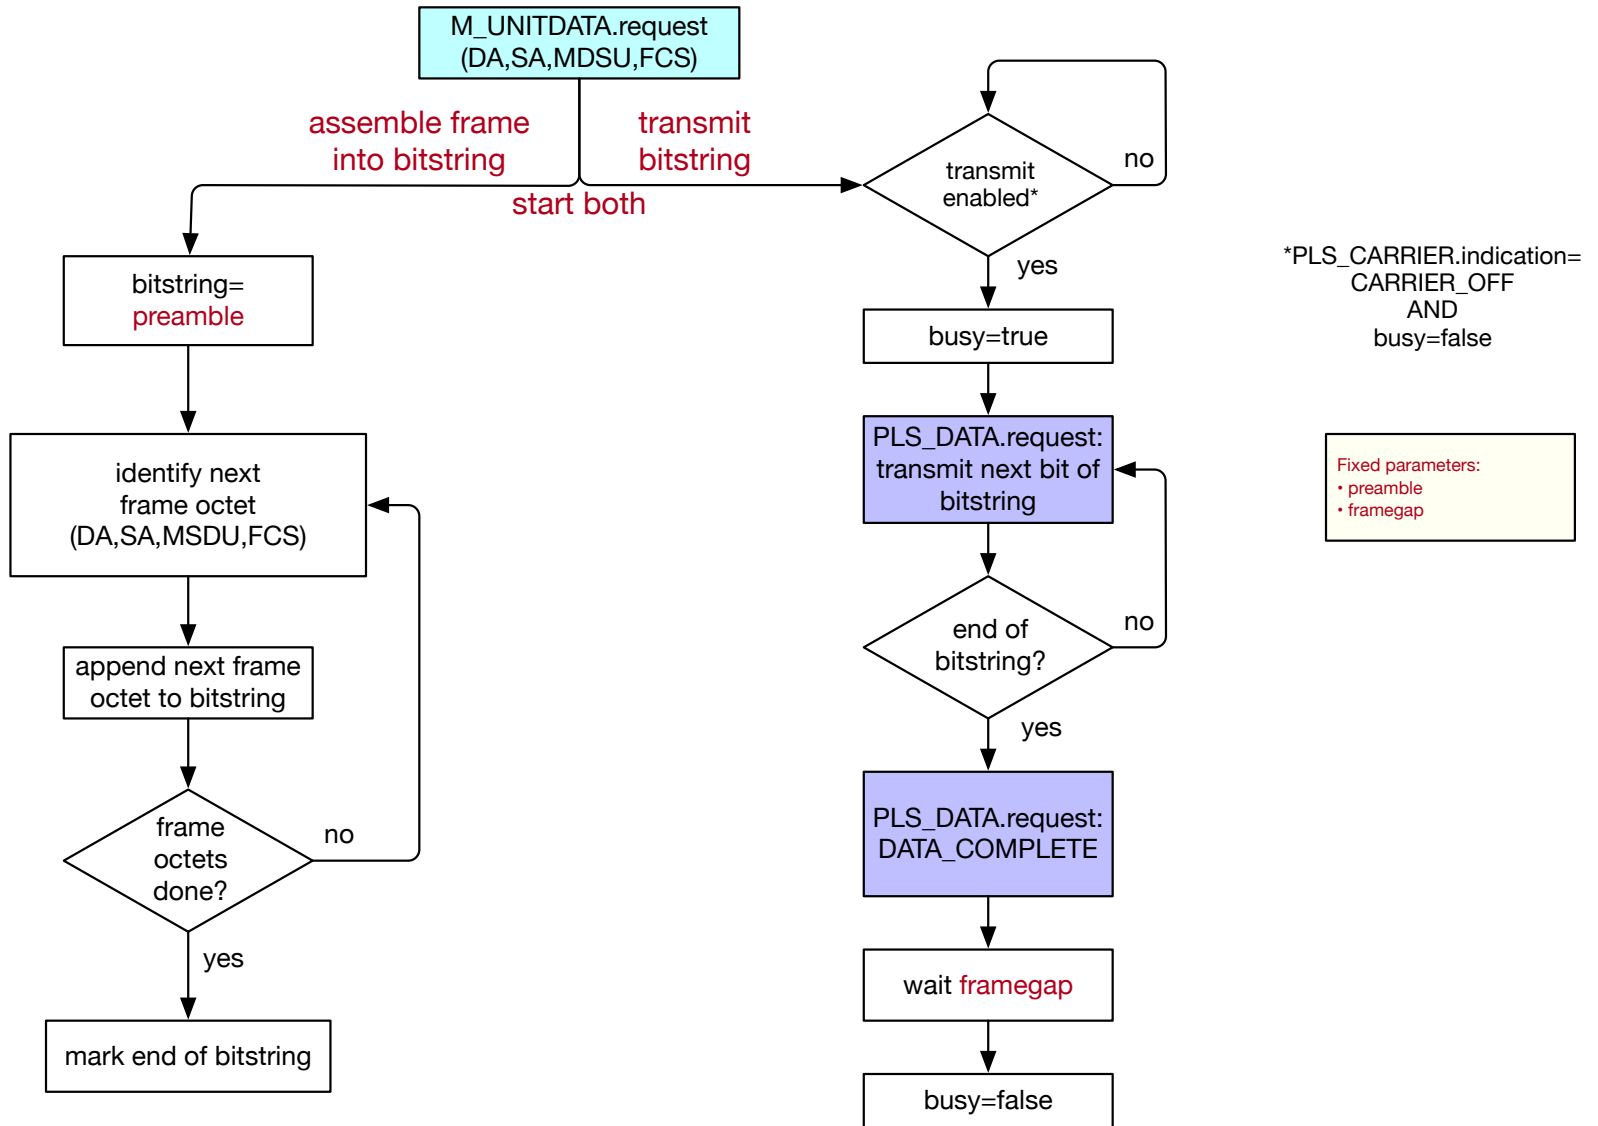 M_UNITDATA.request
(DA,SA,MDSU,FCS)
assemble frame
into bitstring
transmit
bitstring
start both
bitstring=
preamble
identify next
frame octet
(DA,SA,MSDU,FCS)
append next frame
octet to bitstring
frame
octets
done?
no
yes
mark end of bitstring
transmit
enabled*
no
yes
busy=true
PLS_DATA.request:
transmit next bit of
bitstring
end of
bitstring?
no
yes
PLS_DATA.request:
DATA_COMPLETE
wait framegap
busy=false
*PLS_CARRIER.indication=
CARRIER_OFF
AND
busy=false
Fixed parameters:
• preamble
• framegap